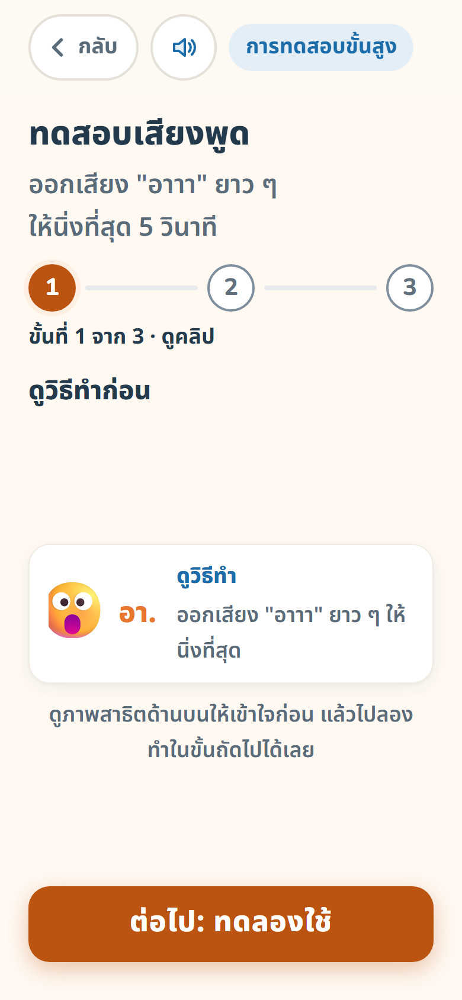 กลับ
การทดสอบขั้นสูง
ทดสอบเสียงพูด
ออกเสียง "อาาา" ยาว ๆ
ให้นิ่งที่สุด 5 วินาที
1
2
3
ขั้นที่ 1 จาก 3 · ดูคลิป
ดูวิธีทำก่อน
อา.
ดูวิธีทำ
ออกเสียง "อาาา" ยาว ๆ ให้
นิ่งที่สุด
ดูภาพสาธิตด้านบนให้เข้าใจก่อน แล้วไปลอง
ทำในขั้นถัดไปได้เลย
ต่อไป: ทดลองใช้